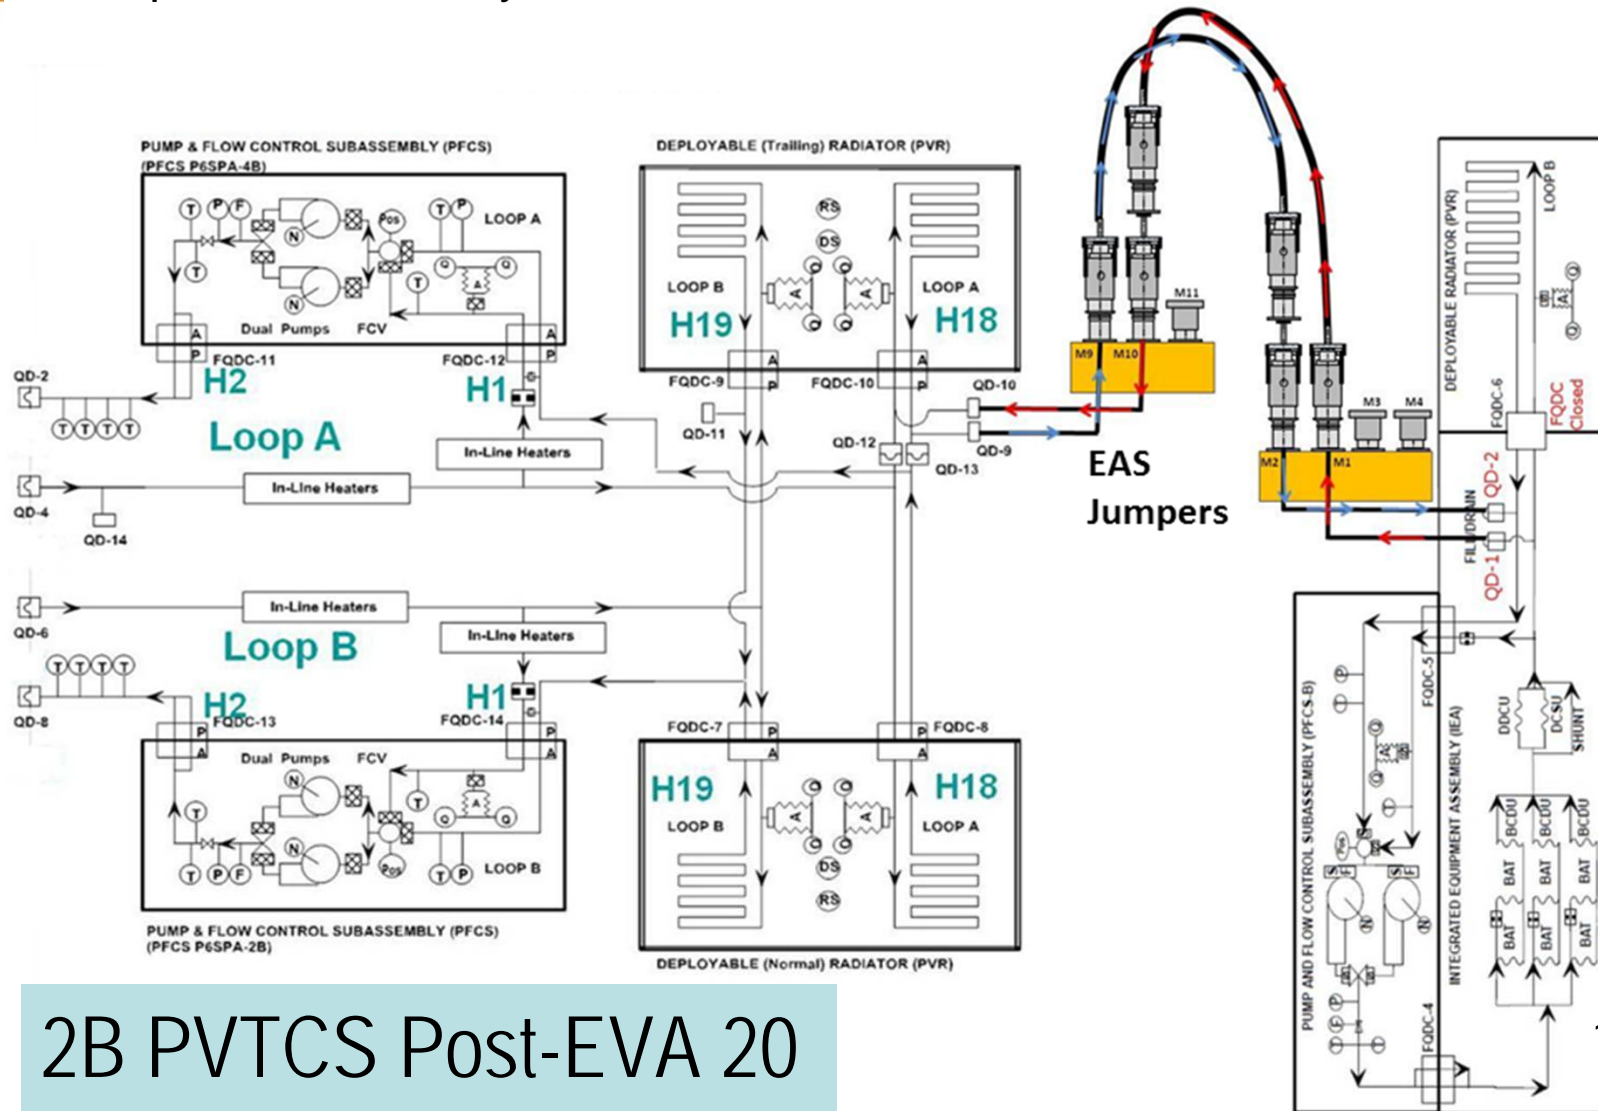 PUMP & FLOW CONTROL SUBASSEMBLY (PFCS)
(PFCS P6SPA-4B)
T P F
N
Pos
T P
LOOP A
T
N
T
Q Q
A
Dual Pumps FCV
A
P
FQDC-11
H2
FQDC-12
A
P
H1
QD-2
T T T T
Loop A
In-Line Heaters
In-Line Heaters
QD-4
QD-14
DEPLOYABLE (Trailing) RADIATOR (PVR)
RS
DS
Q Q
A A
Q Q
LOOP B
H19
LOOP A
H18
FQDC-9
A
P
FQDC-10
A
P
QD-10
QD-11
QD-12
QD-9
QD-13
M9 M10 M11
EAS
Jumpers
M2 M1 M3 M4
DEPLOYABLE RADIATOR (PVR)
LOOP B
Q
A
Q
FQDC-6
FQDC
Closed
QD-2
FILL/DRAIN
QD-1
QD-6
In-Line Heaters
Loop B
In-Line Heaters
T T T T
QD-8
H2
H1
FQDC-13
P
A
FQDC-14
P
A
Dual Pumps FCV
N
T
T
A
Q Q
N
T P F
Pos
T P
LOOP B
PUMP & FLOW CONTROL SUBASSEMBLY (PFCS)
(PFCS P6SPA-2B)
FQDC-7
P
A
FQDC-8
P
A
H19
LOOP B
H18
LOOP A
Q Q
A A
Q Q
DS
RS
DEPLOYABLE (Normal) RADIATOR (PVR)
PUMP AND FLOW CONTROL SUBASSEMBLY (PFCS-B)
P
T
Q
A
Q
T
Pos
S F S F
N N
P
F
T T
FQDC-5
INTEGRATED EQUIPMENT ASSEMBLY (IEA)
FQDC-4
DDCU
DCSU
SHUNT
BCDU BCDU BCDU
BAT BAT BAT
BAT BAT BAT
2B PVTCS Post-EVA 20